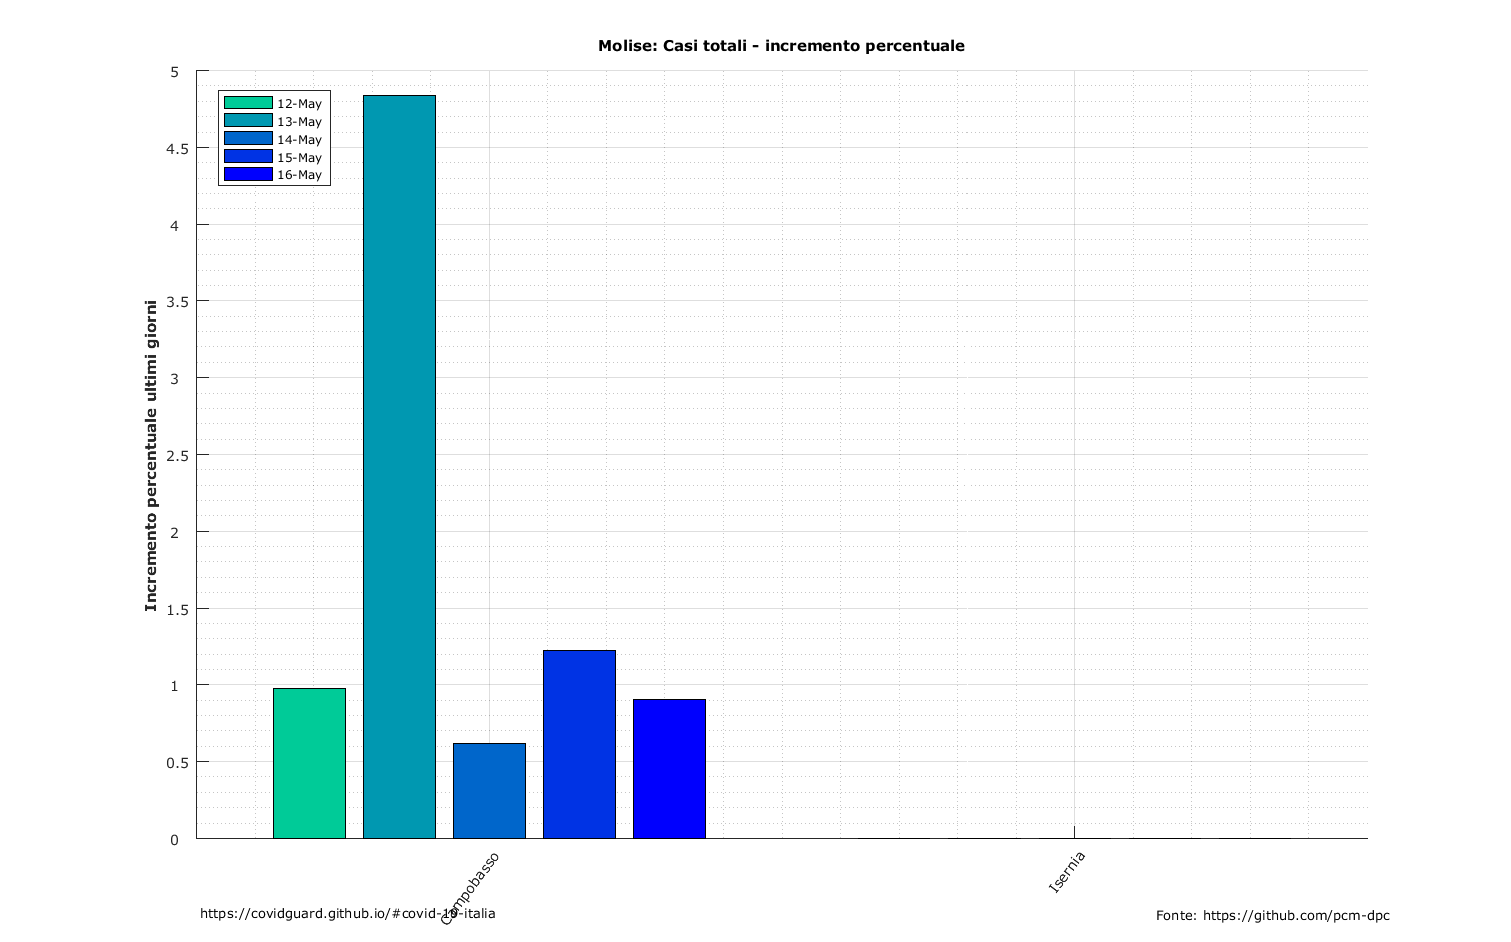 Molise: Casi totali - incremento percentuale
5
4.5
4
3.5
3
2.5
2
1.5
1
0.5
0
Incremento percentuale ultimi giorni
12-May
13-May
14-May
15-May
16-May
Campobasso
Isernia
https://covidguard.github.io/#covid-19-italia
Fonte: https://github.com/pcm-dpc